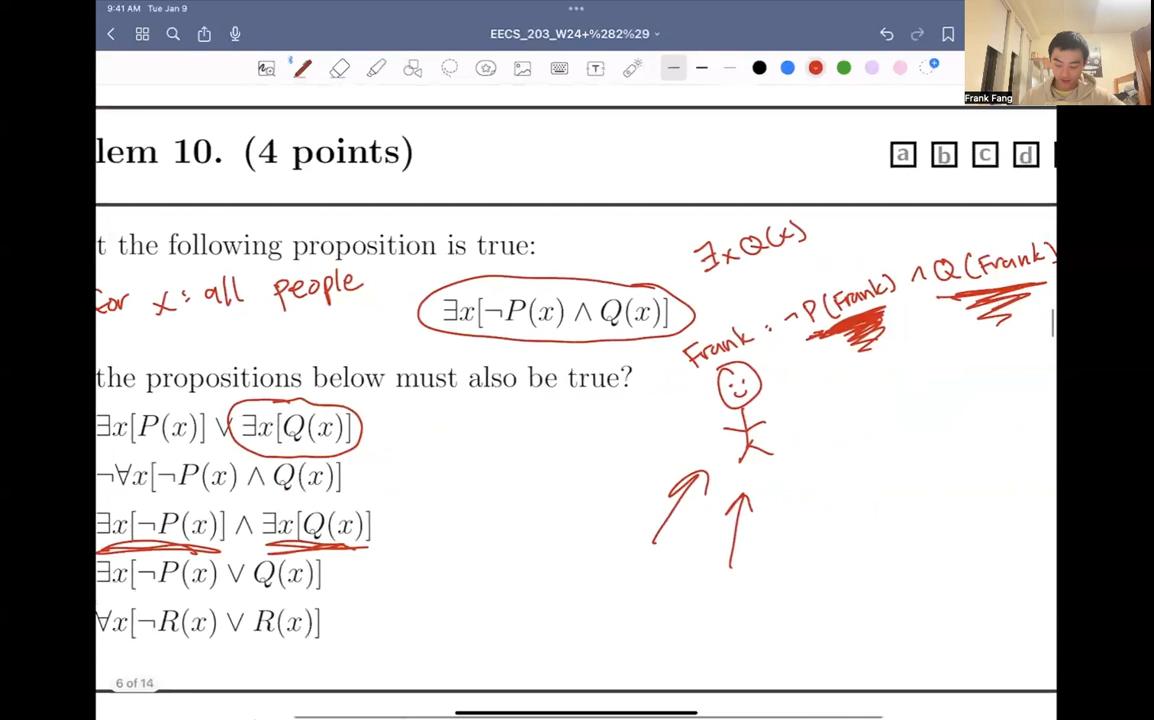 9:41 AM Tue Jan 9
EECS_203_W24+%282%29
Frank Fang
lem 10. (4 points)
a b c d
t the following proposition is true:
for x: all people
∃x[¬P(x) ∧ Q(x)]
∃x Q(x)
Frank: ¬P(Frank) ∧ Q(Frank)
the propositions below must also be true?
∃x[P(x)] ∨ ∃x[Q(x)]
¬∀x[¬P(x) ∧ Q(x)]
∃x[¬P(x)] ∧ ∃x[Q(x)]
∃x[¬P(x) ∨ Q(x)]
∀x[¬R(x) ∨ R(x)]
6 of 14